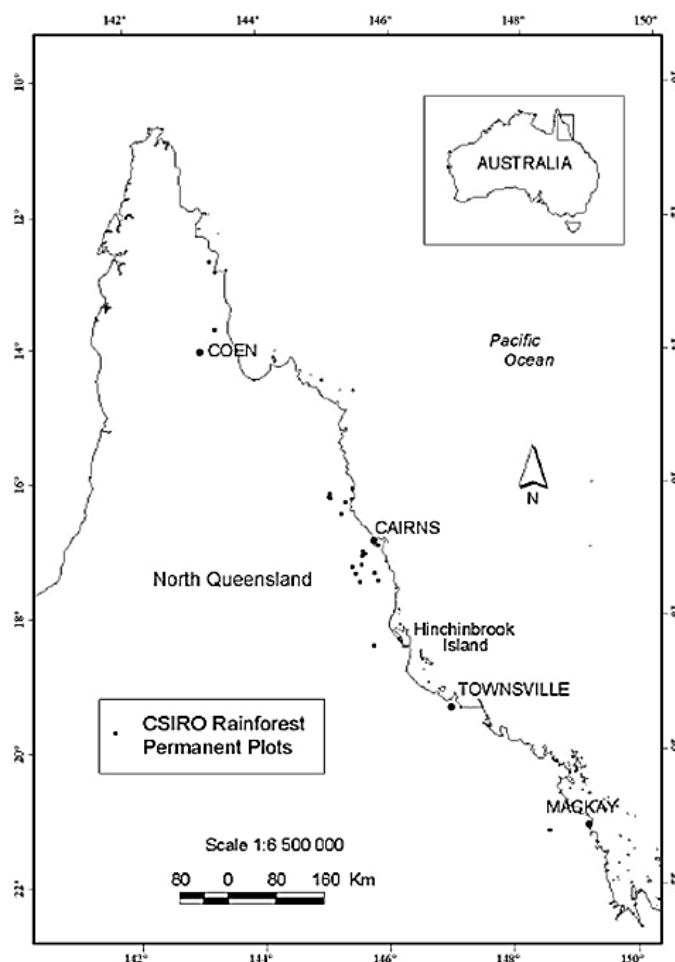 142° 144° 146° 148° 150°
10°
AUSTRALIA
12°
Pacific
Ocean
14°
COEN
N
16°
CAIRNS
North Queensland
18°
Hinchinbrook
Island
TOWNSVILLE
CSIRO Rainforest
Permanent Plots
20°
MACKAY
Scale 1:6 500 000
80 0 80 160 Km
22°
142° 144° 146° 148° 150°